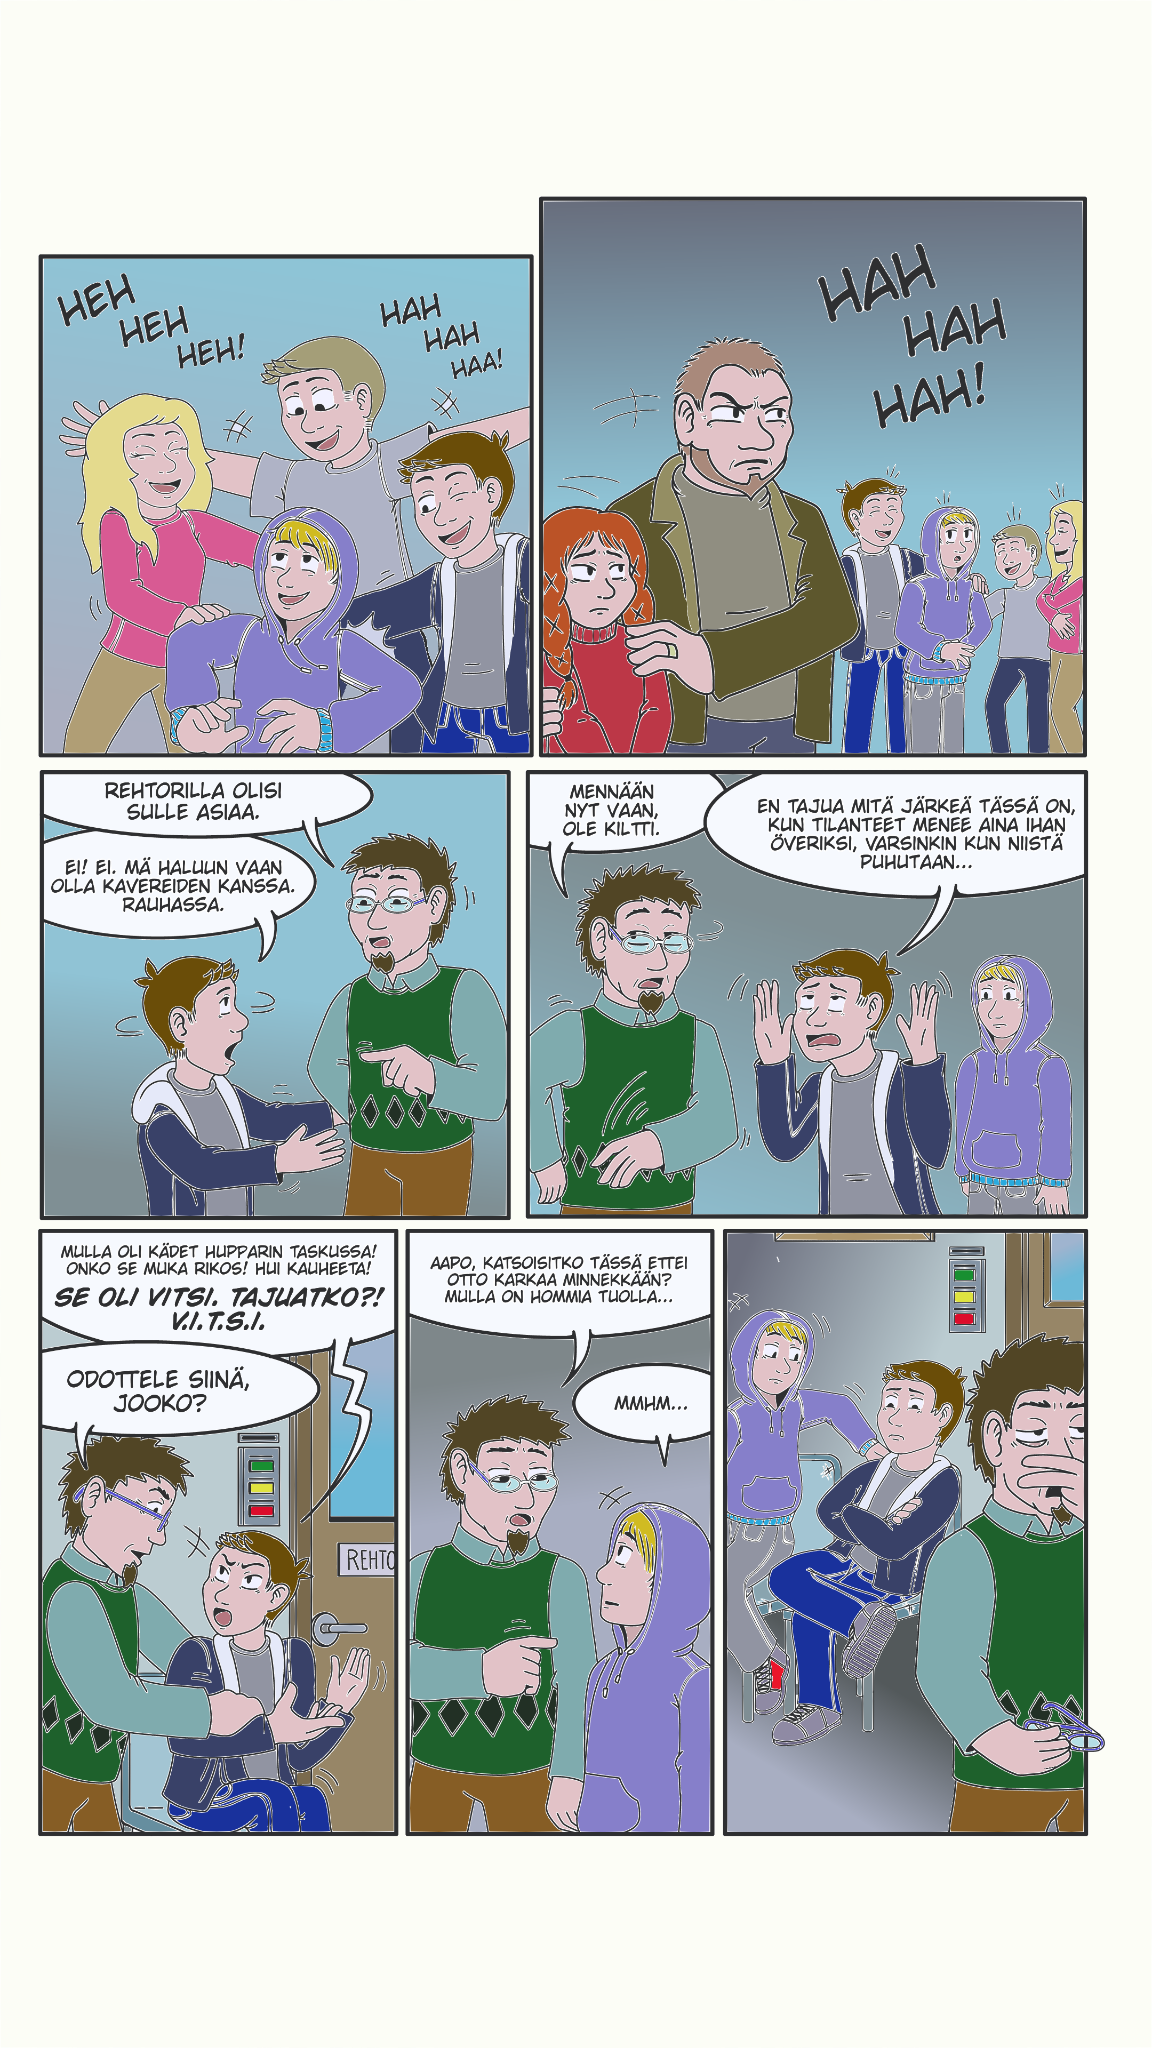 HEH
HEH
HEH!
HAH
HAH
HAA!
HAH
HAH
HAH!
REHTORILLA OLISI
SULLE ASIAA.
EI! EI. MÄ HALUUN VAAN
OLLA KAVEREIDEN KANSSA.
RAUHASSA.
MENNÄÄN
NYT VAAN,
OLE KILTTI.
EN TAJUA MITÄ JÄRKEÄ TÄSSÄ ON,
KUN TILANTEET MENEE AINA IHAN
ÖVERIKSI, VARSINKIN KUN NIISTÄ
PUHUTAAN...
MULLA OLI KÄDET HUPPARIN TASKUSSA!
ONKO SE MUKA RIKOS! HUI KAUHEETA!
SE OLI VITSI. TAJUATKO?!
V.I.T.S.I.
ODOTTELE SIINÄ,
JOOKO?
REHTO
AAPO, KATSOISITKO TÄSSÄ ETTEI
OTTO KARKAA MINNEKKÄÄN?
MULLA ON HOMMIA TUOLLA...
MMHM...